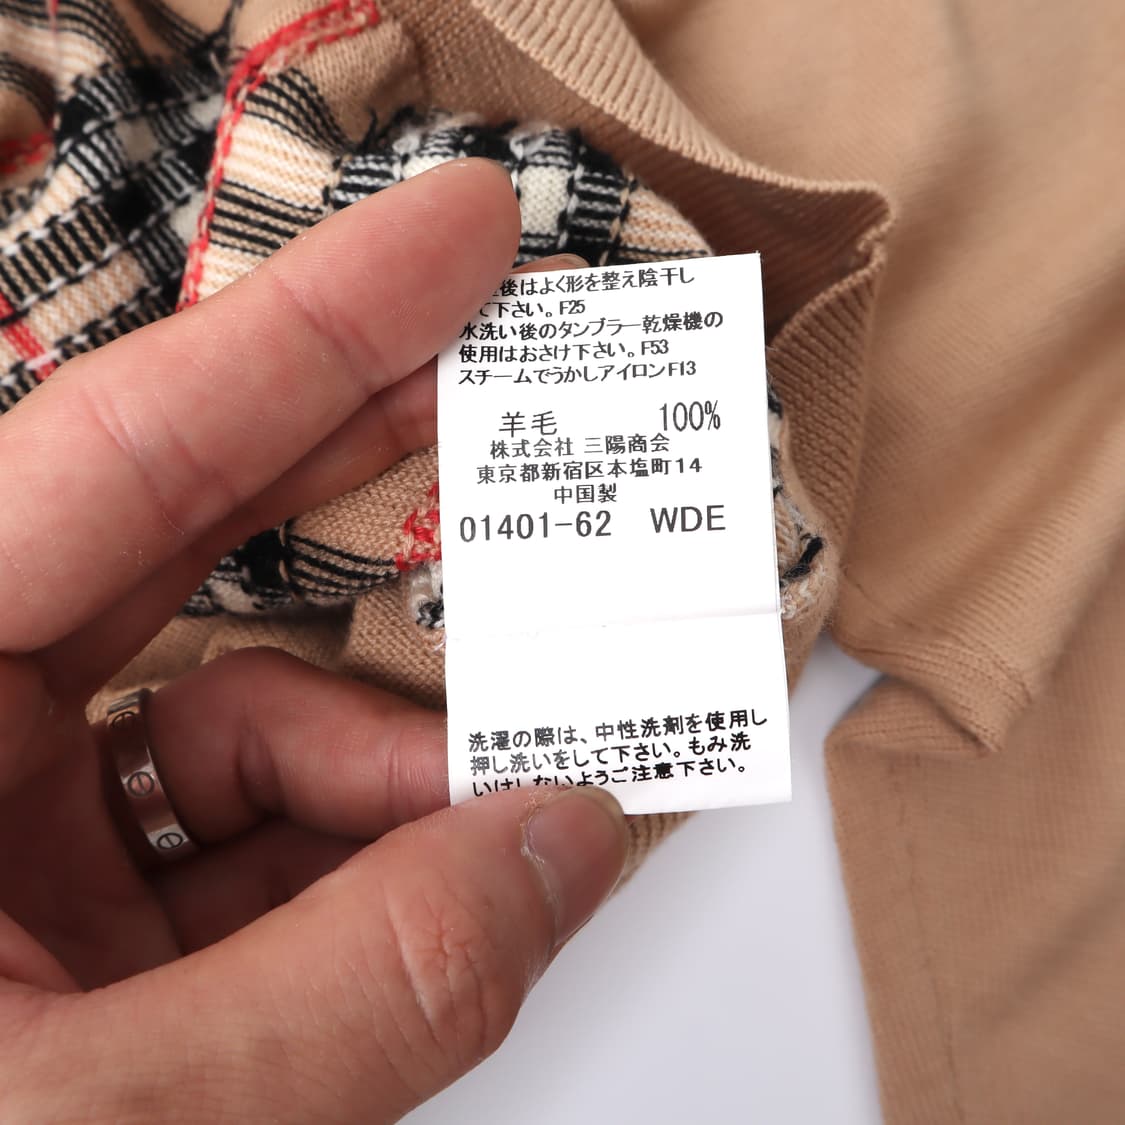 後はよく形を整え陰干し
て下さい。F25
水洗い後のタンブラー乾燥機の
使用はおさけ下さい。F53
スチームでうかしアイロンF13
羊毛 100%
株式会社 三陽商会
東京都新宿区本塩町14
中国製
01401-62 WDE
洗濯の際は、中性洗剤を使用し
押し洗いをして下さい。もみ洗
いはしないようご注意下さい。